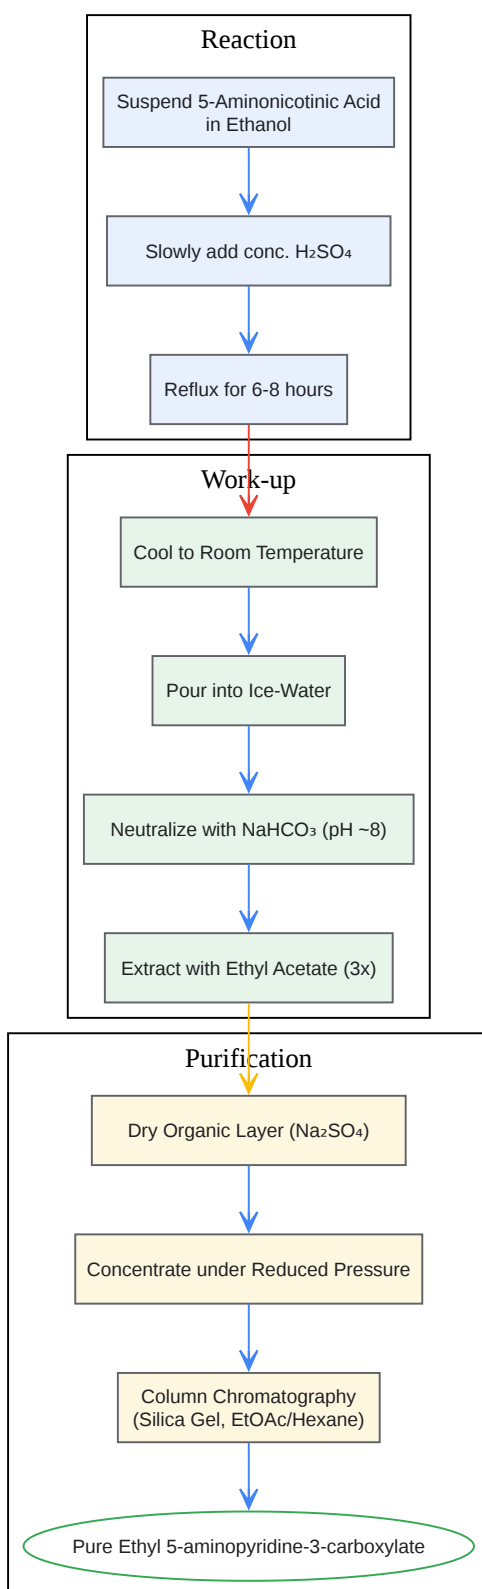 Reaction
Suspend 5-Aminonicotinic Acid
in Ethanol
Slowly add conc. H₂SO₄
Reflux for 6-8 hours
Work-up
Cool to Room Temperature
Pour into Ice-Water
Neutralize with NaHCO₃ (pH ~8)
Extract with Ethyl Acetate (3x)
Purification
Dry Organic Layer (Na₂SO₄)
Concentrate under Reduced Pressure
Column Chromatography
(Silica Gel, EtOAc/Hexane)
Pure Ethyl 5-aminopyridine-3-carboxylate